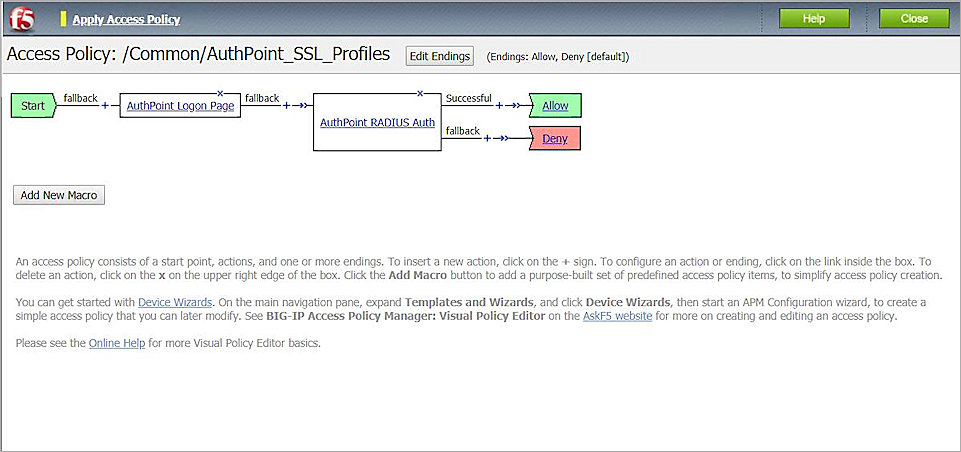 f5 Apply Access Policy Help Close
Access Policy: /Common/AuthPoint_SSL_Profiles Edit Endings (Endings: Allow, Deny [default])
Start fallback + AuthPoint Logon Page x fallback + AuthPoint RADIUS Auth x Successful + Allow
fallback + Deny
Add New Macro
An access policy consists of a start point, actions, and one or more endings. To insert a new action, click on the + sign. To configure an action or ending, click on the link inside the box. To
delete an action, click on the x on the upper right edge of the box. Click the Add Macro button to add a purpose-built set of predefined access policy items, to simplify access policy creation.
You can get started with Device Wizards. On the main navigation pane, expand Templates and Wizards, and click Device Wizards, then start an APM Configuration wizard, to create a
simple access policy that you can later modify. See BIG-IP Access Policy Manager: Visual Policy Editor on the AskF5 website for more on creating and editing an access policy.
Please see the Online Help for more Visual Policy Editor basics.